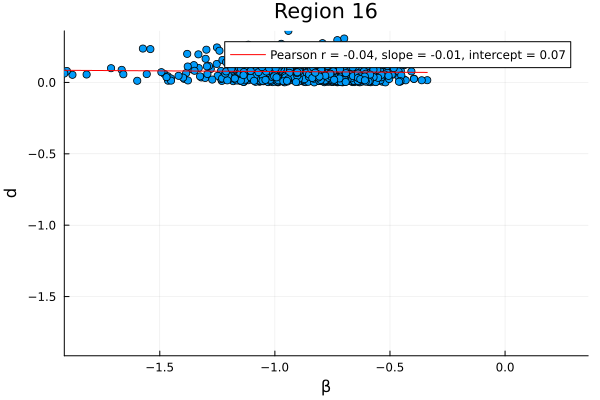 Region 16
Pearson r = -0.04, slope = -0.01, intercept = 0.07
0.0
−0.5
−1.0
−1.5
d
−1.5
−1.0
−0.5
0.0
β